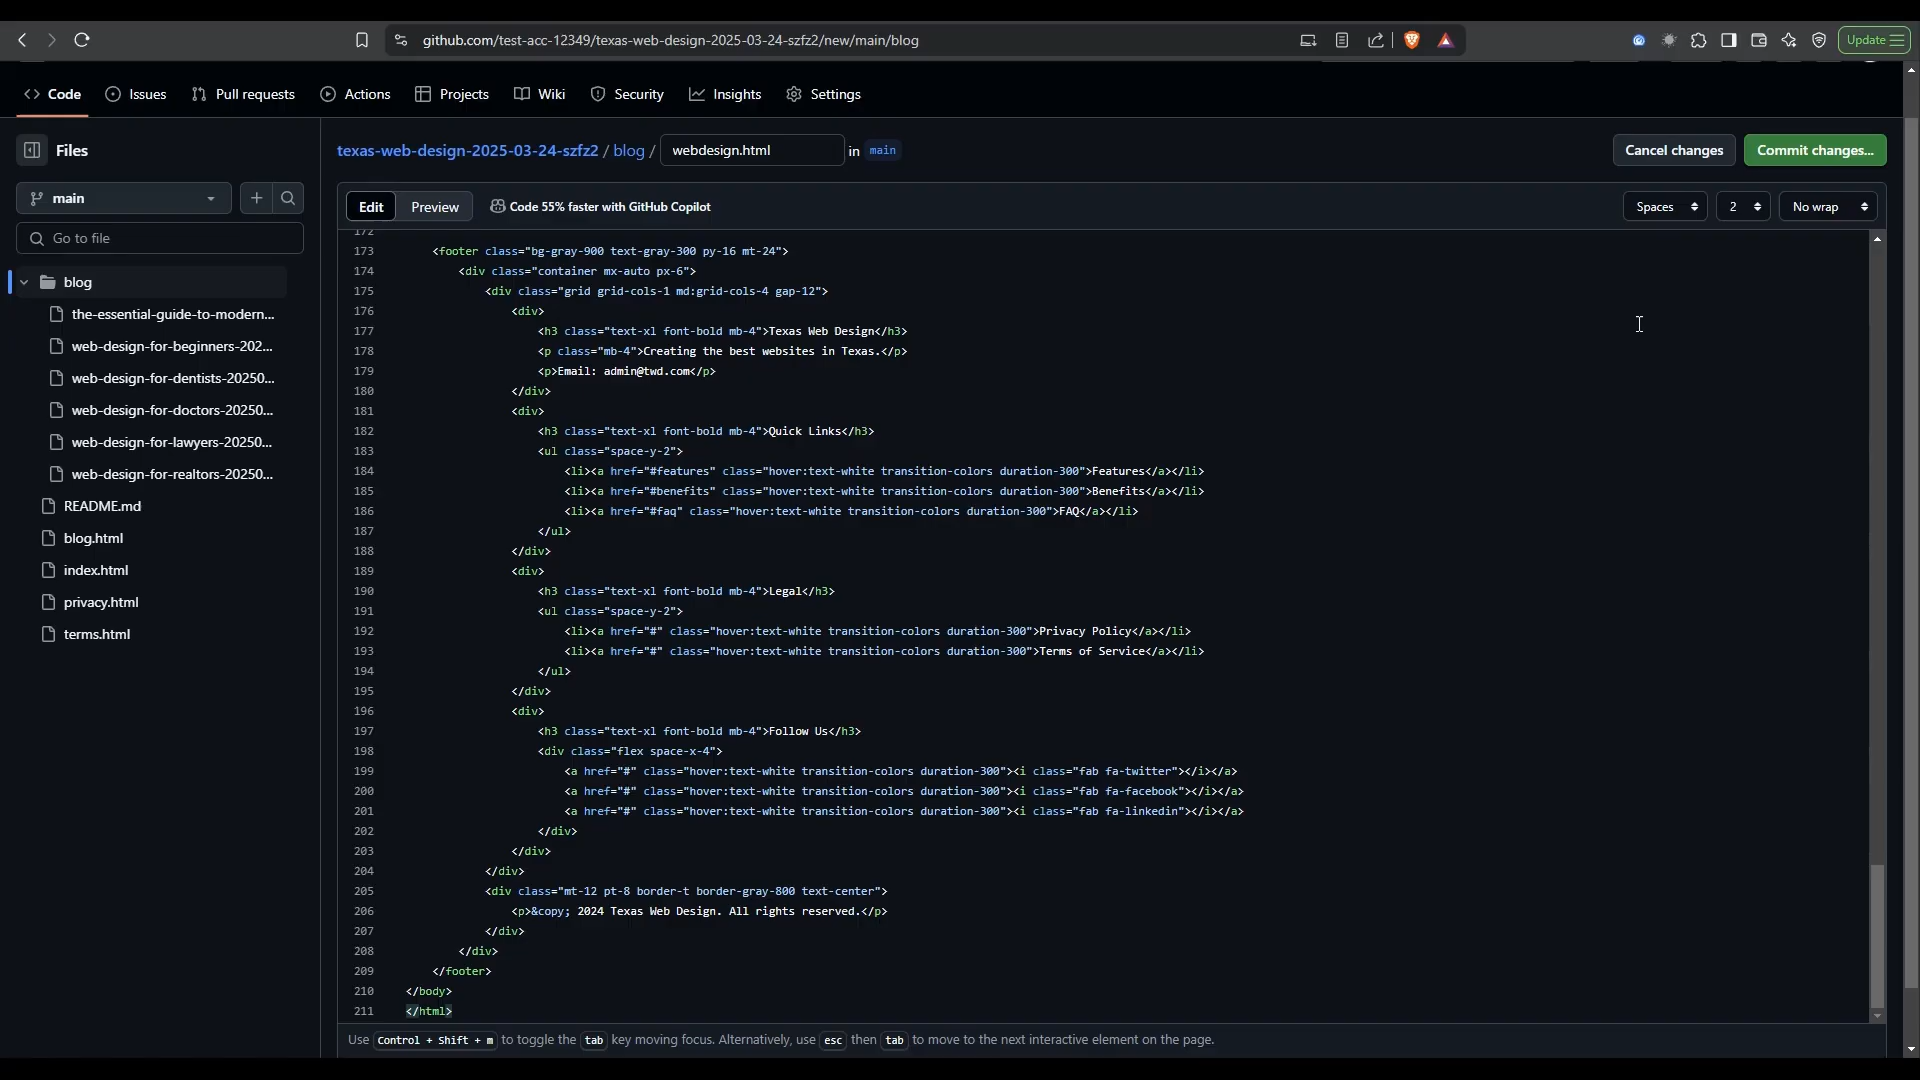 github.com/test-acc-12349/texas-web-design-2025-03-24-szfz2/new/main/blog
Update
Code
Issues
Pull requests
Actions
Projects
Wiki
Security
Insights
Settings
Files
texas-web-design-2025-03-24-szfz2 / blog / webdesign.html in main
Cancel changes
Commit changes...
main
Go to file
Edit
Preview
Code 55% faster with GitHub Copilot
Spaces
2
No wrap
blog
the-essential-guide-to-modern...
web-design-for-beginners-202...
web-design-for-dentists-20250...
web-design-for-doctors-20250...
web-design-for-lawyers-20250...
web-design-for-realtors-20250...
README.md
blog.html
index.html
privacy.html
terms.html
172
173 <footer class="bg-gray-900 text-gray-300 py-16 mt-24">
174 <div class="container mx-auto px-6">
175 <div class="grid grid-cols-1 md:grid-cols-4 gap-12">
176 <div>
177 <h3 class="text-xl font-bold mb-4">Texas Web Design</h3>
178 <p class="mb-4">Creating the best websites in Texas.</p>
179 <p>Email: admin@twd.com</p>
180 </div>
181 <div>
182 <h3 class="text-xl font-bold mb-4">Quick Links</h3>
183 <ul class="space-y-2">
184 <li><a href="#features" class="hover:text-white transition-colors duration-300">Features</a></li>
185 <li><a href="#benefits" class="hover:text-white transition-colors duration-300">Benefits</a></li>
186 <li><a href="#faq" class="hover:text-white transition-colors duration-300">FAQ</a></li>
187 </ul>
188 </div>
189 <div>
190 <h3 class="text-xl font-bold mb-4">Legal</h3>
191 <ul class="space-y-2">
192 <li><a href="#" class="hover:text-white transition-colors duration-300">Privacy Policy</a></li>
193 <li><a href="#" class="hover:text-white transition-colors duration-300">Terms of Service</a></li>
194 </ul>
195 </div>
196 <div>
197 <h3 class="text-xl font-bold mb-4">Follow Us</h3>
198 <div class="flex space-x-4">
199 <a href="#" class="hover:text-white transition-colors duration-300"><i class="fab fa-twitter"></i></a>
200 <a href="#" class="hover:text-white transition-colors duration-300"><i class="fab fa-facebook"></i></a>
201 <a href="#" class="hover:text-white transition-colors duration-300"><i class="fab fa-linkedin"></i></a>
202 </div>
203 </div>
204 </div>
205 <div class="mt-12 pt-8 border-t border-gray-800 text-center">
206 <p>&copy; 2024 Texas Web Design. All rights reserved.</p>
207 </div>
208 </div>
209 </footer>
210 </body>
211 </html>
Use Control + Shift + m to toggle the tab key moving focus. Alternatively, use esc then tab to move to the next interactive element on the page.